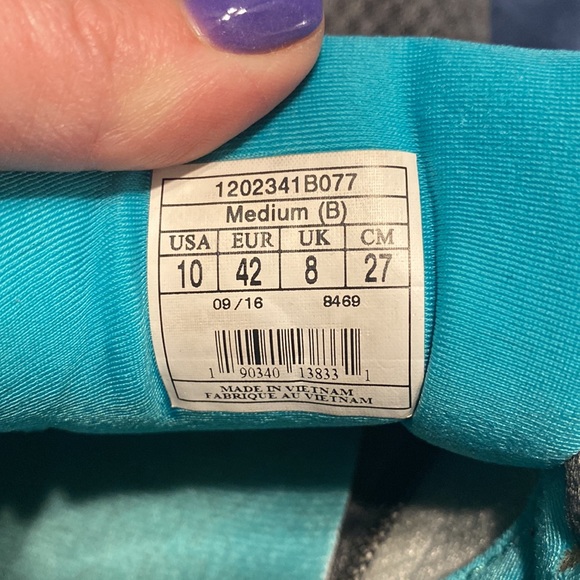 1202341B077
Medium (B)
USA EUR UK CM
10 42 8 27
09/16 8469
1 90340 13833 1
MADE IN VIETNAM
FABRIQUE AU VIETNAM